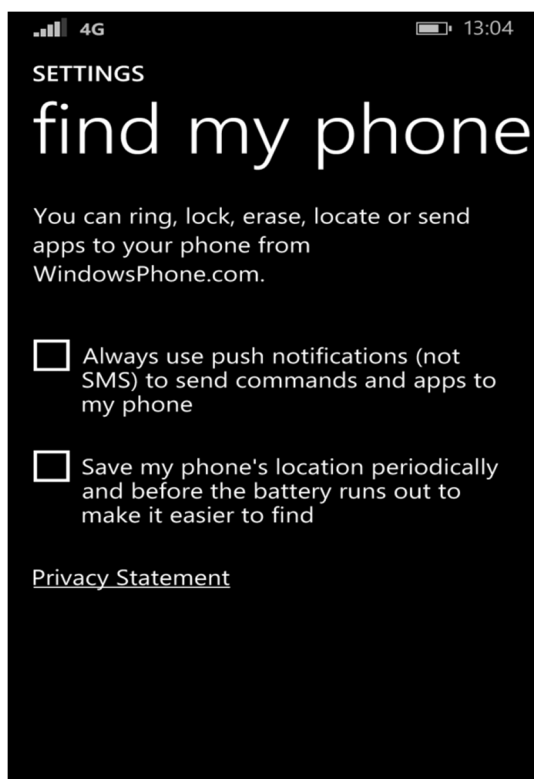 4G 13:04
SETTINGS
find my phone
You can ring, lock, erase, locate or send
apps to your phone from
WindowsPhone.com.
Always use push notifications (not
SMS) to send commands and apps to
my phone
Save my phone's location periodically
and before the battery runs out to
make it easier to find
Privacy Statement